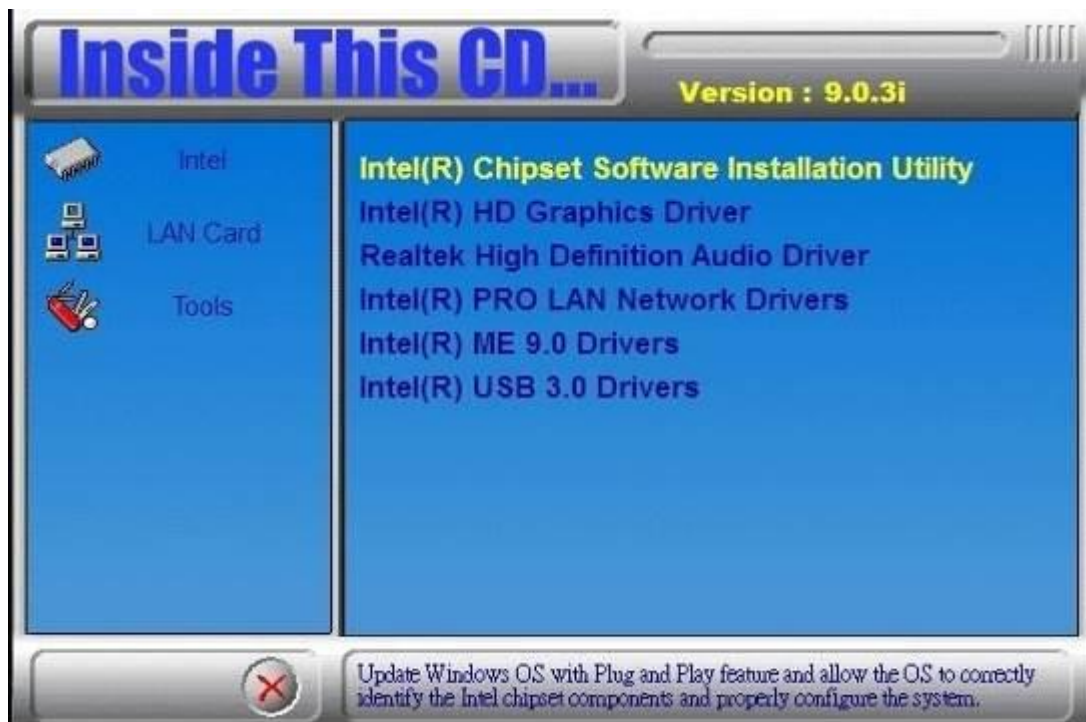 Inside This CD...
Version : 9.0.3i
Intel
LAN Card
Tools
Intel(R) Chipset Software Installation Utility
Intel(R) HD Graphics Driver
Realtek High Definition Audio Driver
Intel(R) PRO LAN Network Drivers
Intel(R) ME 9.0 Drivers
Intel(R) USB 3.0 Drivers
Update Windows OS with Plug and Play feature and allow the OS to correctly
identify the Intel chipset components and properly configure the system.